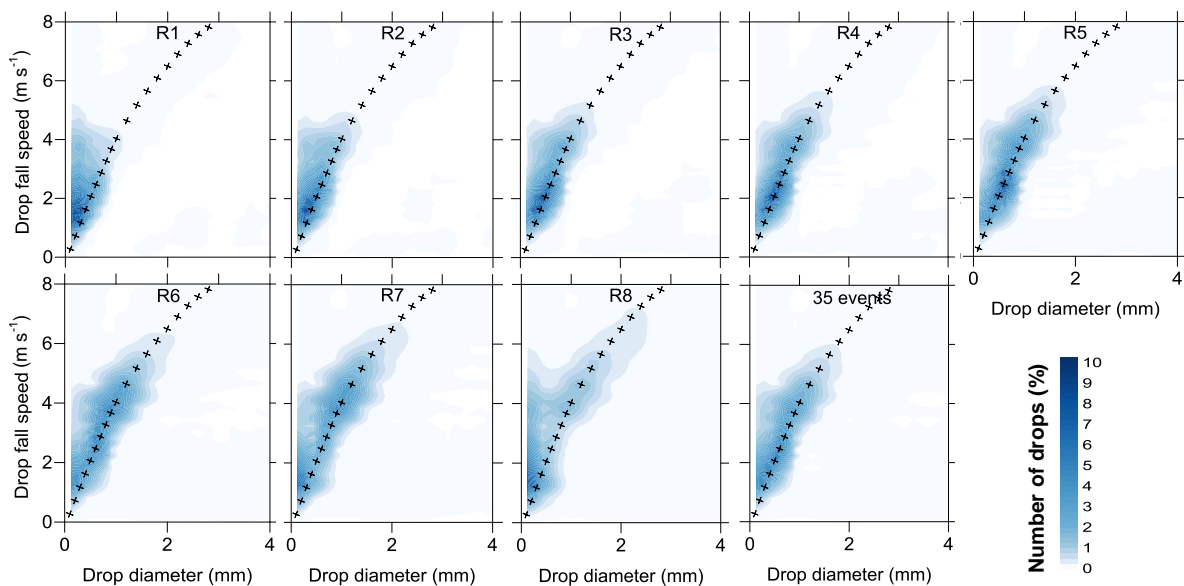 8
6
4
2
0
Drop fall speed (m s⁻¹)
R1
R2
R3
R4
R5
0
2
4
Drop diameter (mm)
8
6
4
2
0
Drop fall speed (m s⁻¹)
R6
R7
R8
35 events
0
2
4
0
2
4
0
2
4
0
2
4
Drop diameter (mm)
Drop diameter (mm)
Drop diameter (mm)
Drop diameter (mm)
Number of drops (%)
10
9
8
7
6
5
4
3
2
1
0